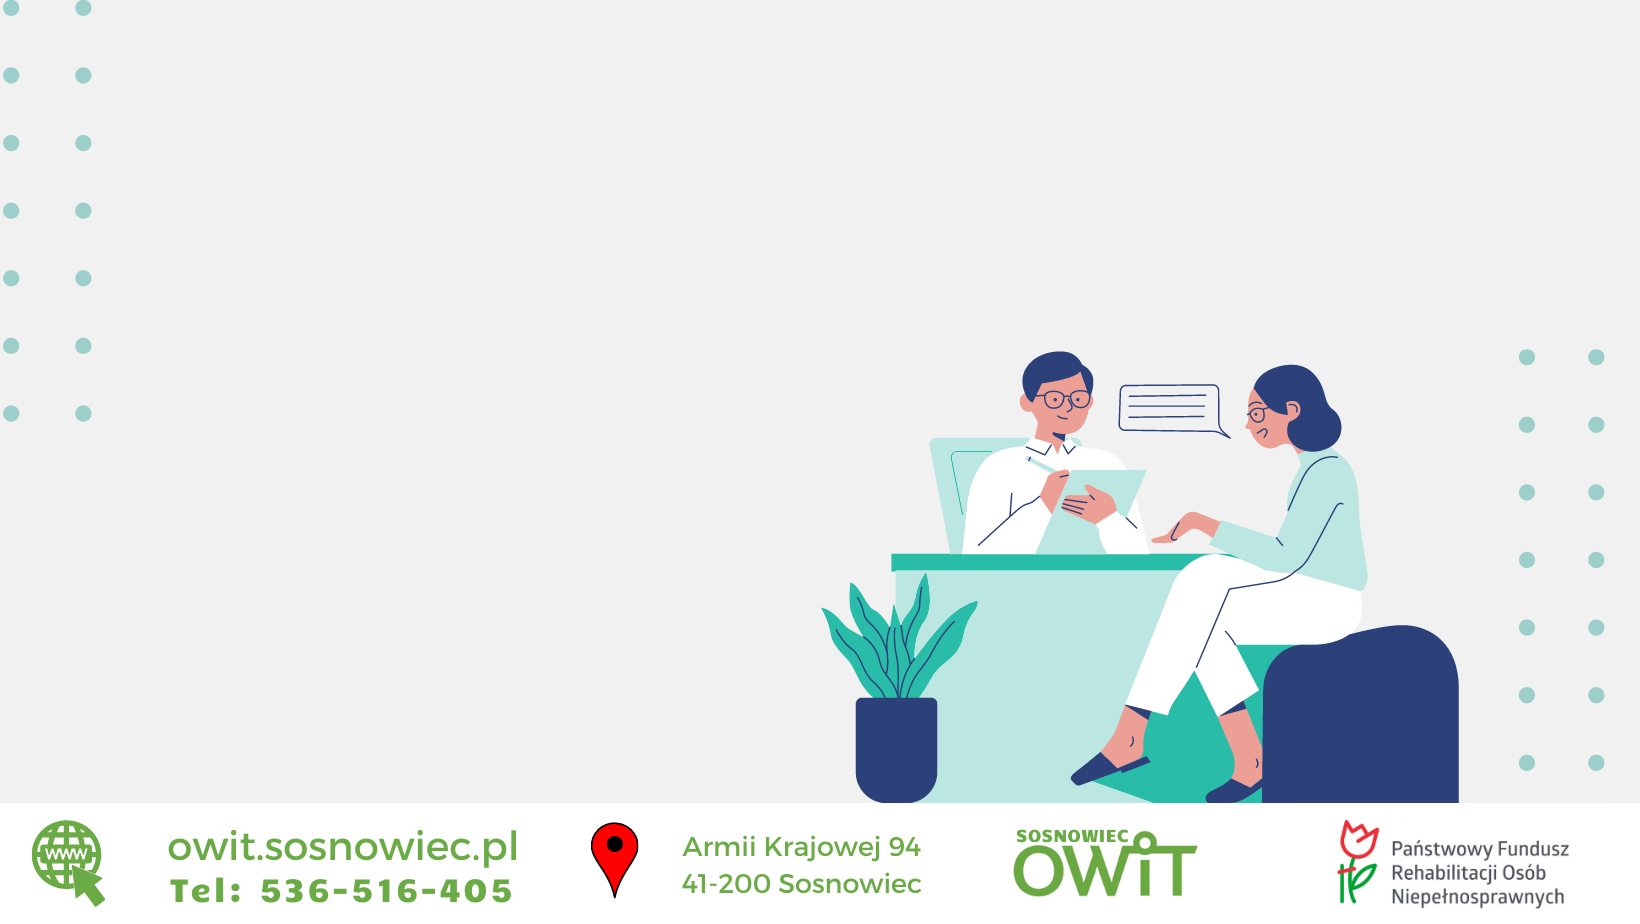 WWW
owit.sosnowiec.pl
Tel: 536-516-405
Armii Krajowej 94
41-200 Sosnowiec
SOSNOWIEC
OWiT
Państwowy Fundusz
Rehabilitacji Osób
Niepełnosprawnych